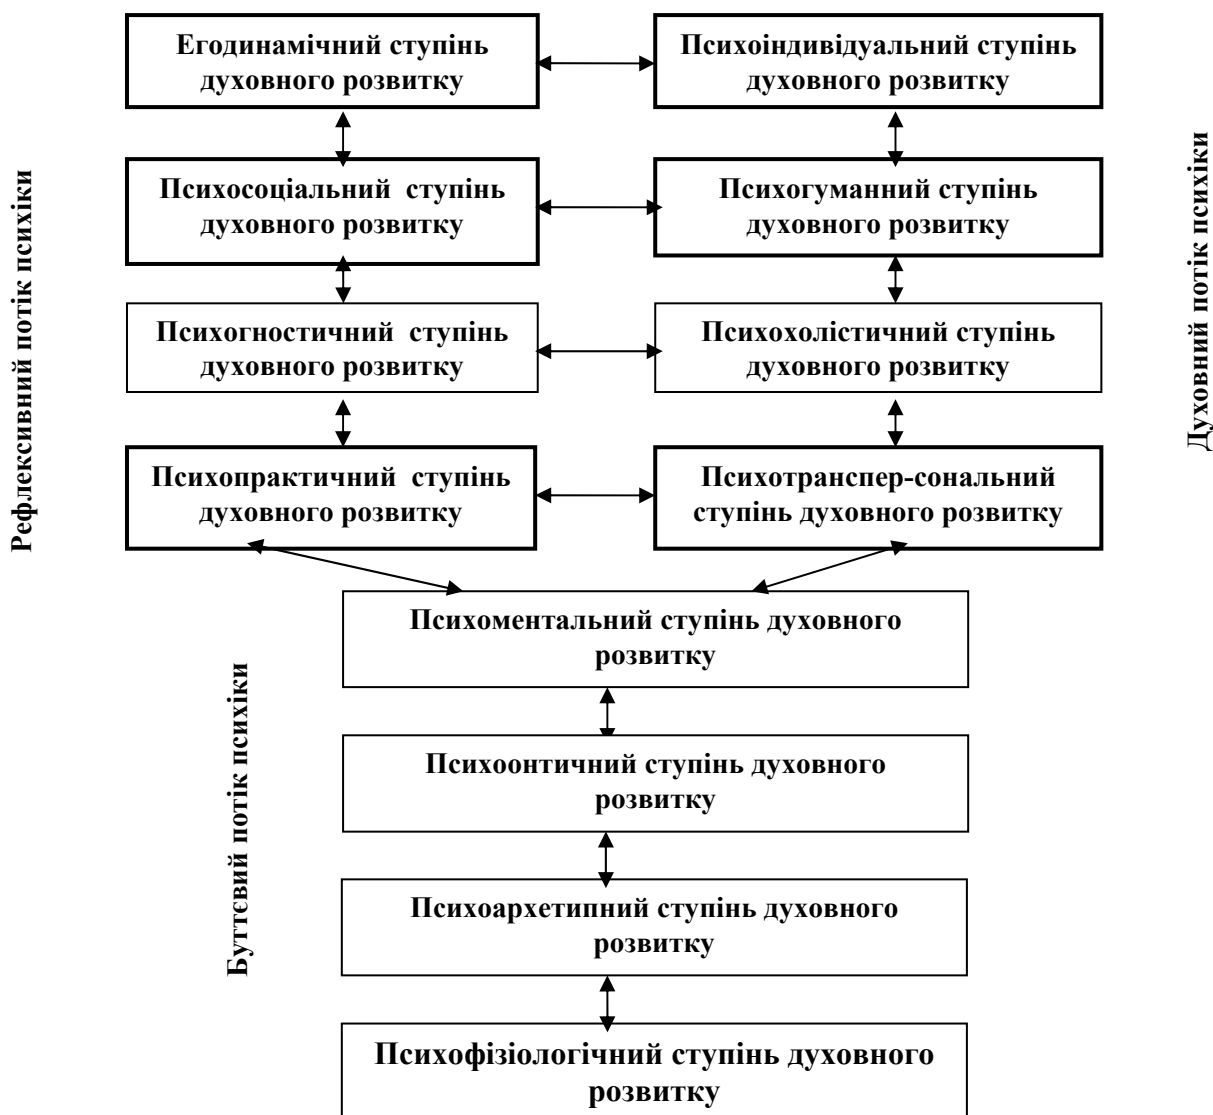 Егодинамічний ступінь
духовного розвитку
Психоіндивідуальний ступінь
духовного розвитку
Психосоціальний ступінь
духовного розвитку
Психогуманний ступінь
духовного розвитку
Психогностичний ступінь
духовного розвитку
Психохолістичний ступінь
духовного розвитку
Психопрактичний ступінь
духовного розвитку
Психотранспер-сональний
ступінь духовного розвитку
Рефлексивний потік психіки
Духовний потік психіки
Психоментальний ступінь духовного
розвитку
Психоонтичний ступінь духовного
розвитку
Психоархетипний ступінь духовного
розвитку
Психофізіологічний ступінь духовного
розвитку
Буттєвий потік психіки